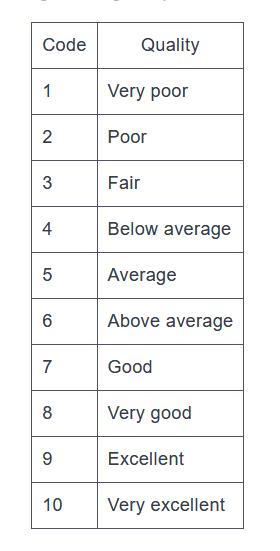 Code Quality
1 Very poor
2 Poor
3 Fair
4 Below average
5 Average
6 Above average
7 Good
8 Very good
9 Excellent
10 Very excellent